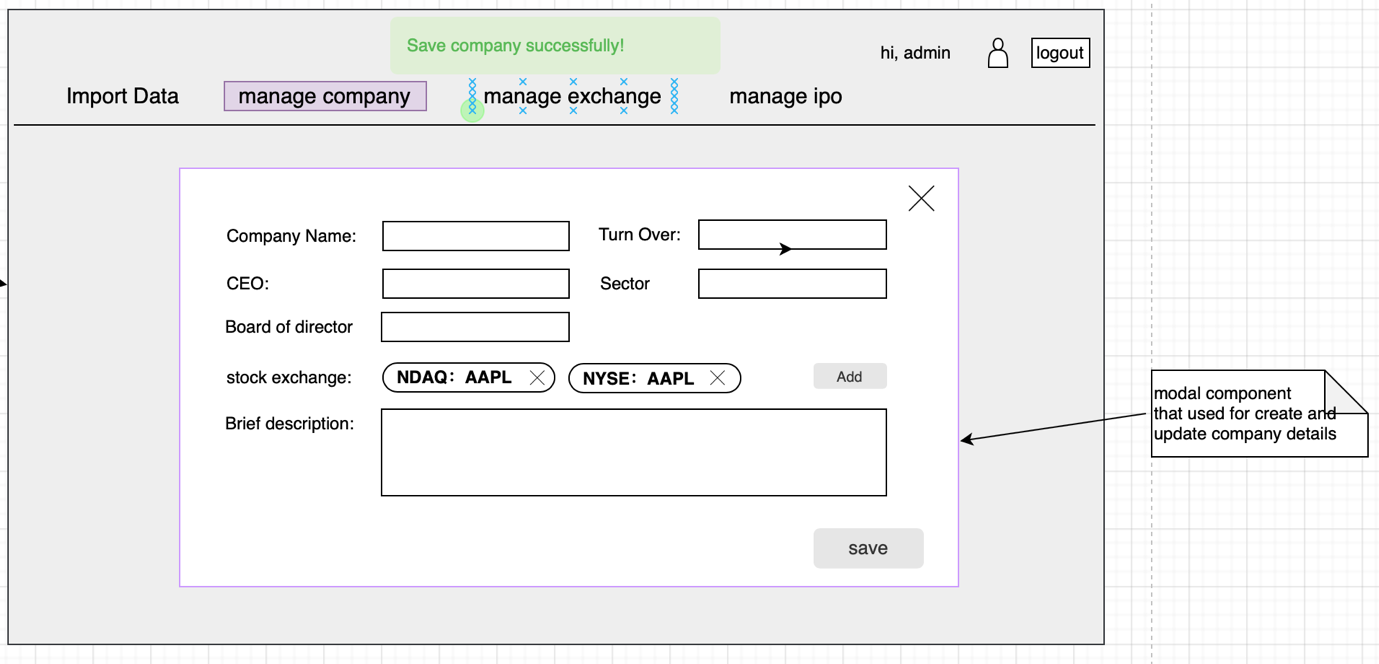 Save company successfully!
hi, admin
logout
Import Data
manage company
manage exchange
manage ipo
Company Name:
Turn Over:
CEO:
Sector
Board of director
stock exchange:
NDAQ: AAPL
NYSE: AAPL
Add
Brief description:
save
modal component
that used for create and
update company details